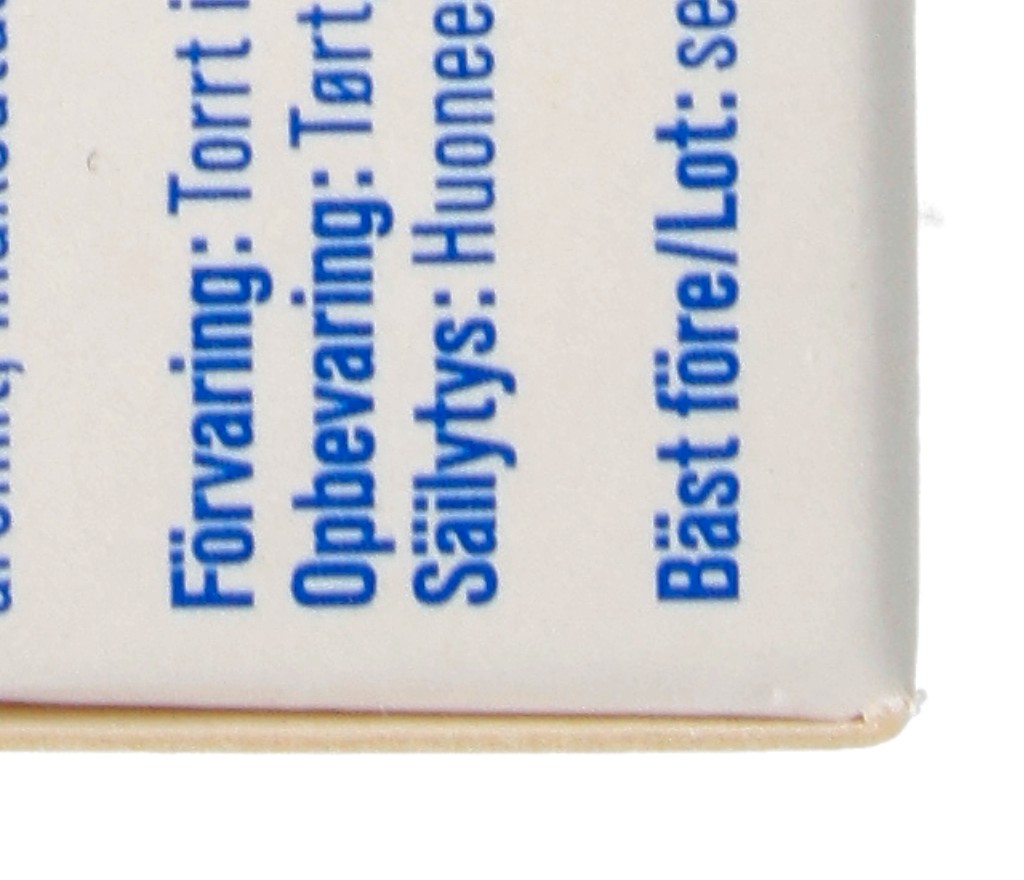 Förvaring: Torrt i
Opbevaring: Tørt
Säilytys: Huonee
Bäst före/Lot: se